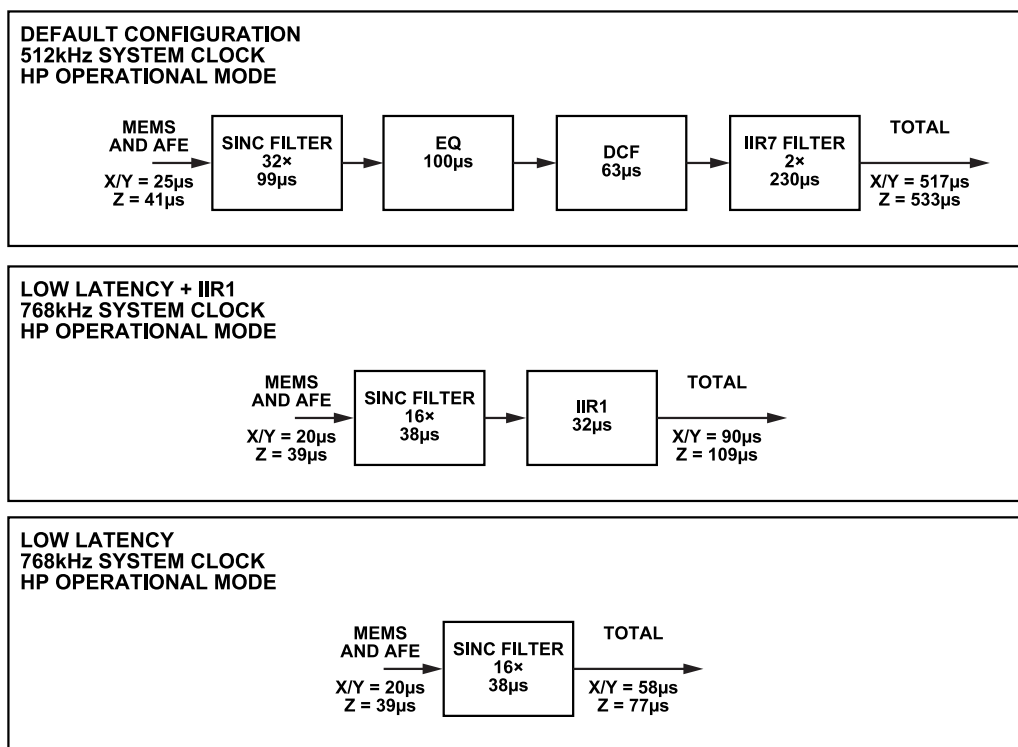 DEFAULT CONFIGURATION
512kHz SYSTEM CLOCK
HP OPERATIONAL MODE
MEMS
AND AFE
X/Y = 25µs
Z = 41µs
SINC FILTER
32×
99µs
EQ
100µs
DCF
63µs
IIR7 FILTER
2×
230µs
TOTAL
X/Y = 517µs
Z = 533µs
LOW LATENCY + IIR1
768kHz SYSTEM CLOCK
HP OPERATIONAL MODE
MEMS
AND AFE
X/Y = 20µs
Z = 39µs
SINC FILTER
16×
38µs
IIR1
32µs
TOTAL
X/Y = 90µs
Z = 109µs
LOW LATENCY
768kHz SYSTEM CLOCK
HP OPERATIONAL MODE
MEMS
AND AFE
X/Y = 20µs
Z = 39µs
SINC FILTER
16×
38µs
TOTAL
X/Y = 58µs
Z = 77µs